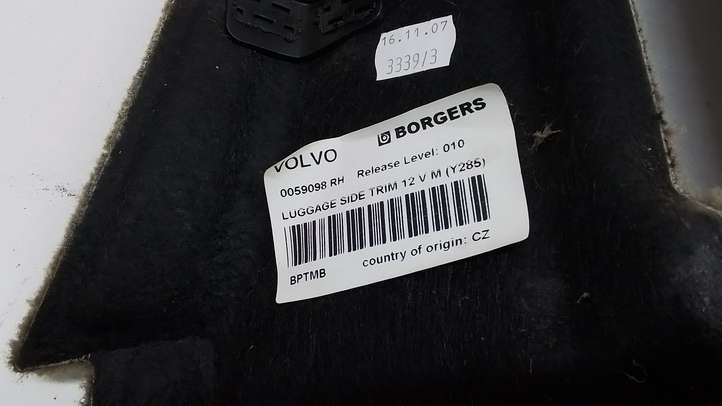 16.11.07
3339/3
VOLVO BORGERS
0059098 RH Release Level: 010
LUGGAGE SIDE TRIM 12 V M (Y285)
BPTMB country of origin: CZ